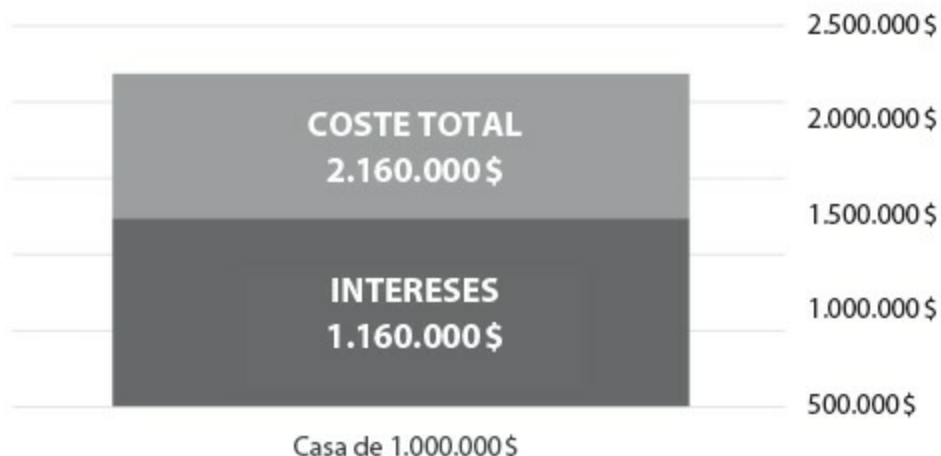 2.500.000 $
COSTE TOTAL
2.160.000 $
2.000.000 $
1.500.000 $
INTERESES
1.160.000 $
1.000.000 $
500.000 $
Casa de 1.000.000 $